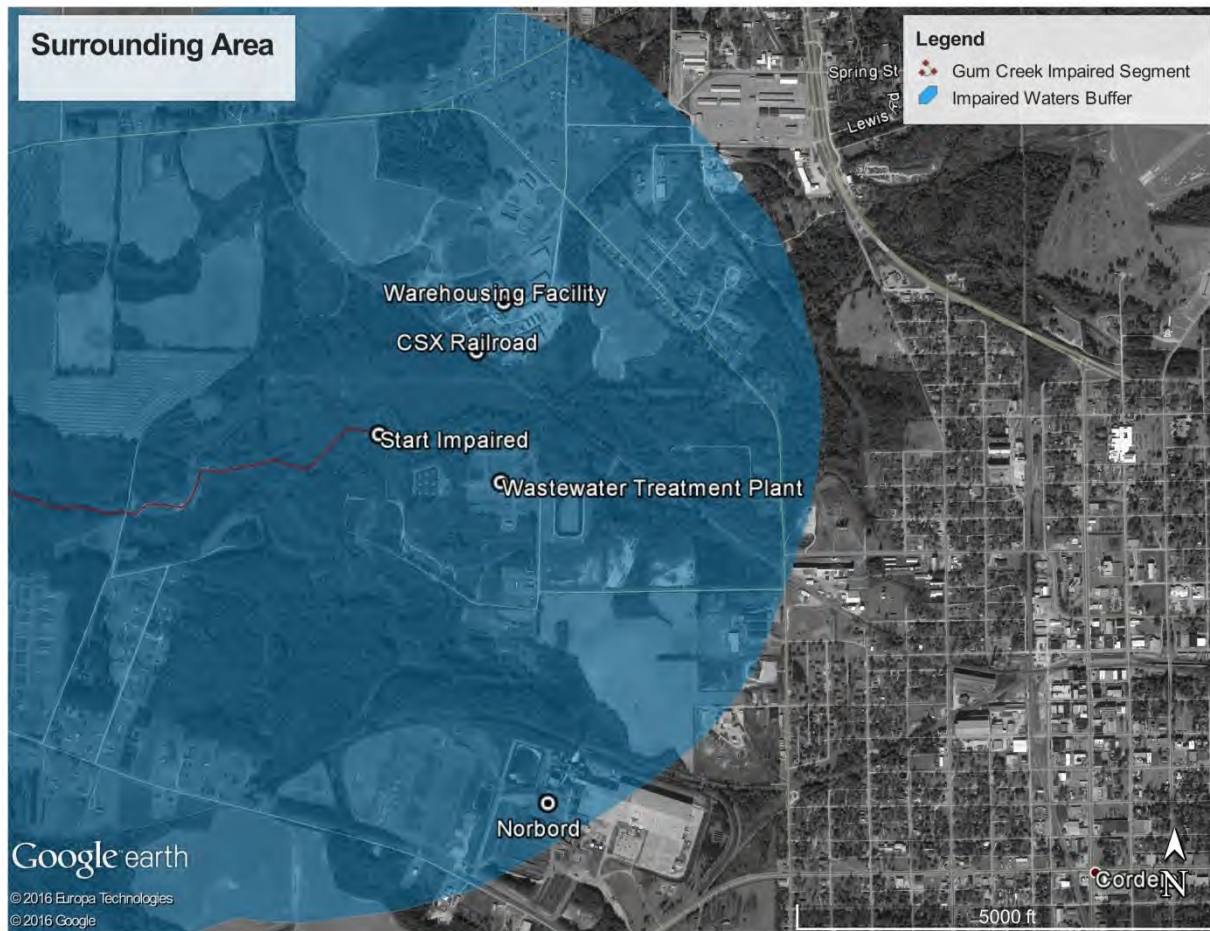 Surrounding Area
Legend
Gum Creek Impaired Segment
Impaired Waters Buffer
Spring St
Lewis Rd
Warehousing Facility
CSX Railroad
Start Impaired
Wastewater Treatment Plant
Norbord
Google earth
© 2016 Europa Technologies
© 2016 Google
N
5000 ft